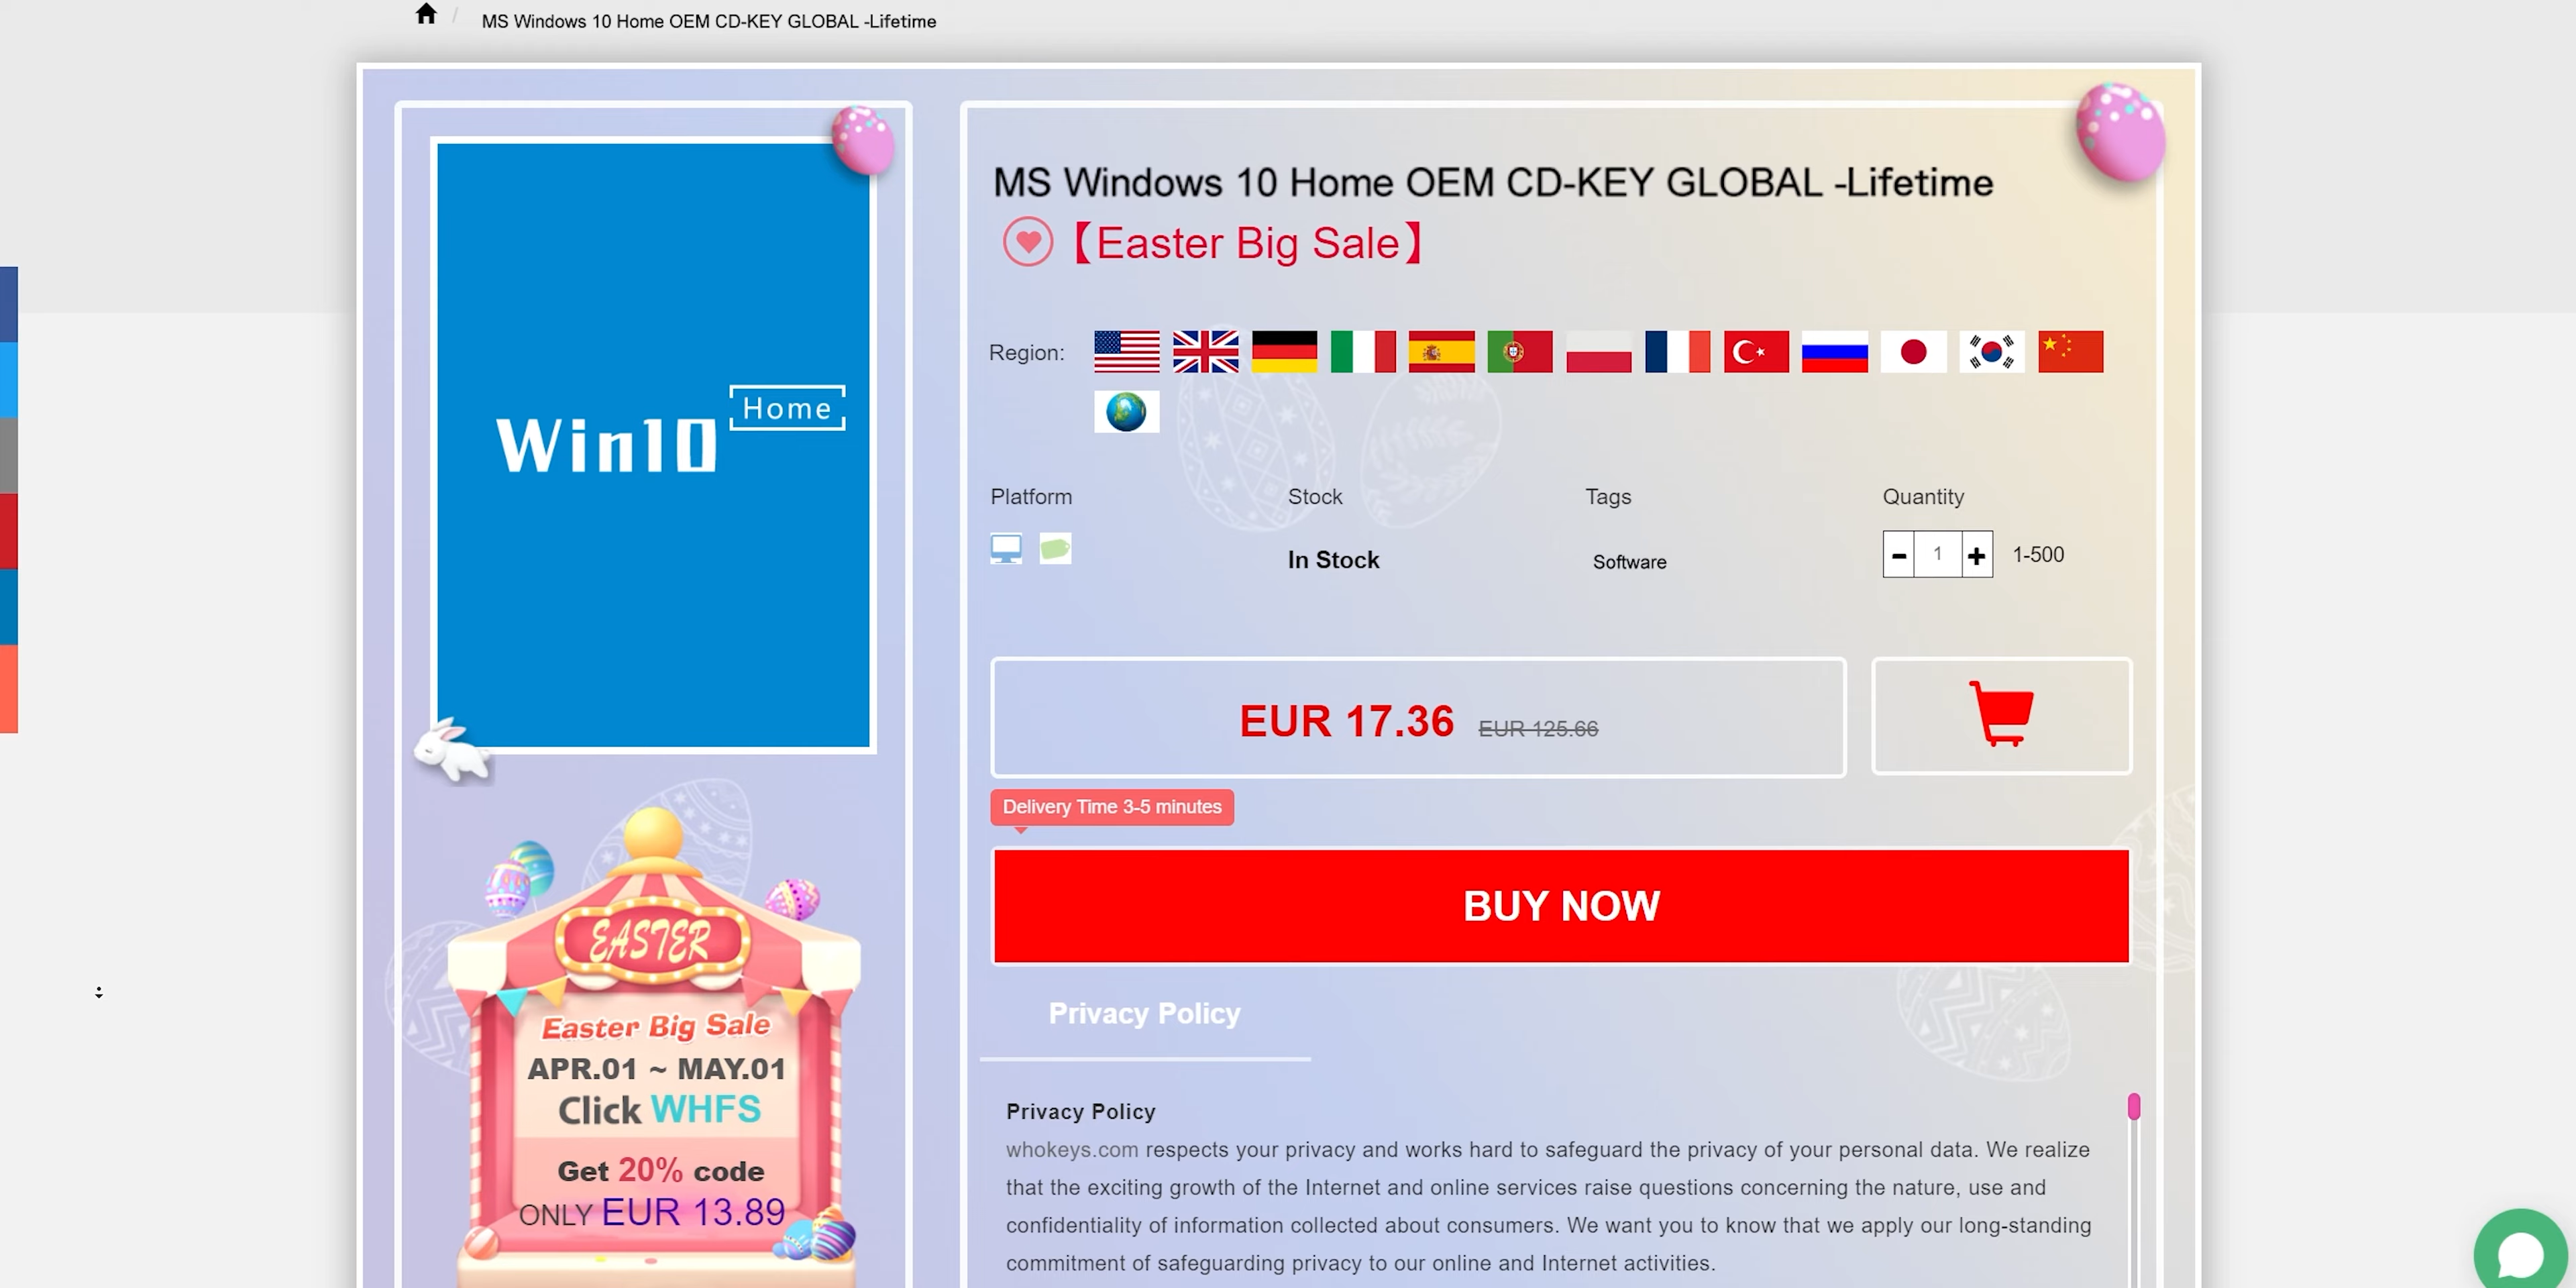 MS Windows 10 Home OEM CD-KEY GLOBAL -Lifetime
Win10 Home
MS Windows 10 Home OEM CD-KEY GLOBAL -Lifetime
【Easter Big Sale】
Region:
Platform
Stock
Tags
Quantity
In Stock
Software
1
1-500
EUR 17.36 EUR 125.66
Delivery Time 3-5 minutes
BUY NOW
EASTER
Easter Big Sale
APR.01 ~ MAY.01
Click WHFS
Get 20% code
ONLY EUR 13.89
Privacy Policy
Privacy Policy
whokeys.com respects your privacy and works hard to safeguard the privacy of your personal data. We realize
that the exciting growth of the Internet and online services raise questions concerning the nature, use and
confidentiality of information collected about consumers. We want you to know that we apply our long-standing
commitment of safeguarding privacy to our online and Internet activities.